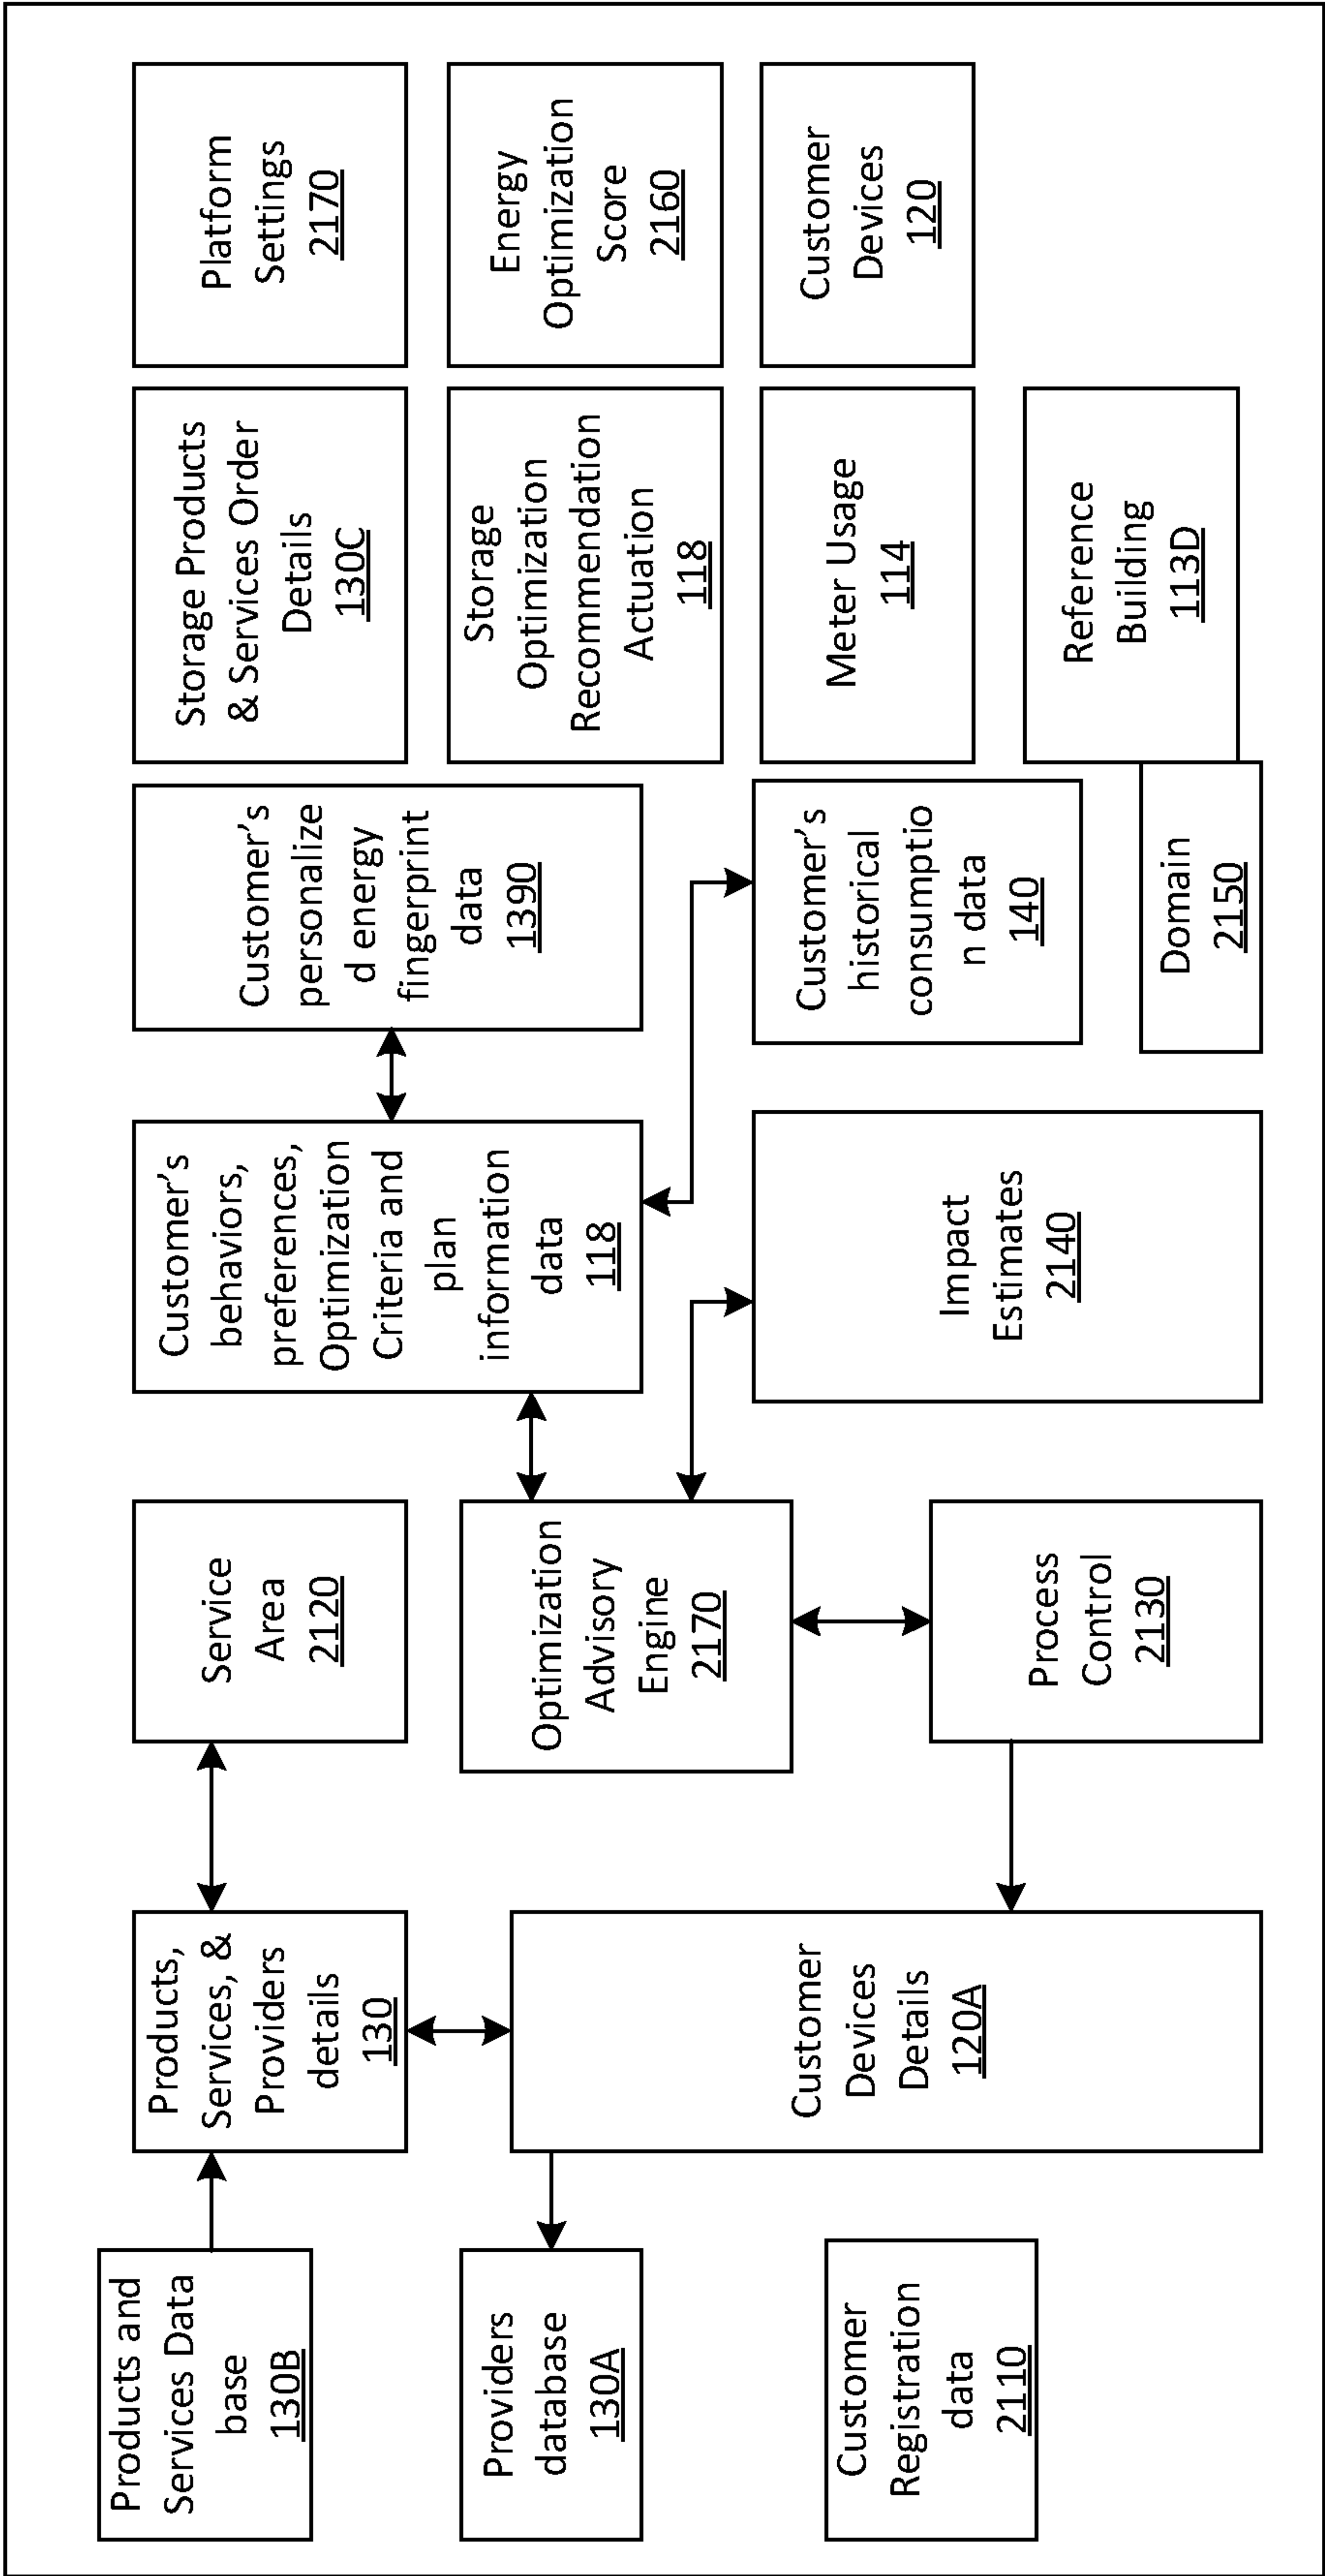 Products and
Services Data
base
130B
Providers
database
130A
Customer
Registration
data
2110
Products,
Services, &
Providers
details
130
Customer
Devices
Details
120A
Service
Area
2120
Optimization
Advisory
Engine
2170
Process
Control
2130
Customer's
behaviors,
preferences,
Optimization
Criteria and
plan
information
data
118
Impact
Estimates
2140
Customer's
personalize
d energy
fingerprint
data
1390
Customer's
historical
consumptio
n data
140
Domain
2150
Storage Products
& Services Order
Details
130C
Storage
Optimization
Recommendation
Actuation
118
Meter Usage
114
Reference
Building
113D
Platform
Settings
2170
Energy
Optimization
Score
2160
Customer
Devices
120